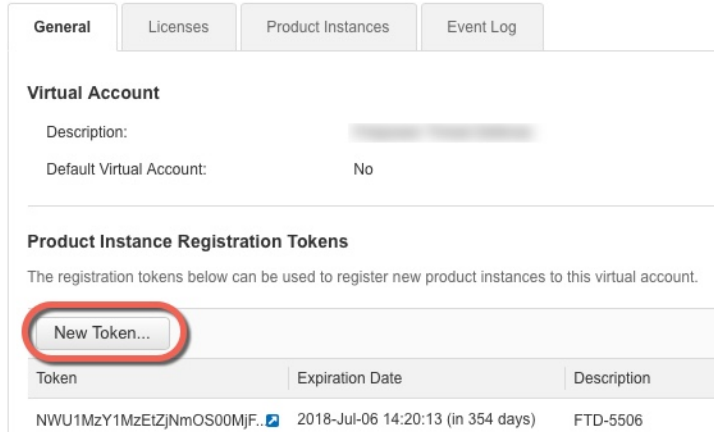 General Licenses Product Instances Event Log
Virtual Account
Description:
Default Virtual Account: No
Product Instance Registration Tokens
The registration tokens below can be used to register new product instances to this virtual account.
New Token...
Token Expiration Date Description
NWU1MzY1MzEtZjNmOS00MjF.. 2018-Jul-06 14:20:13 (in 354 days) FTD-5506